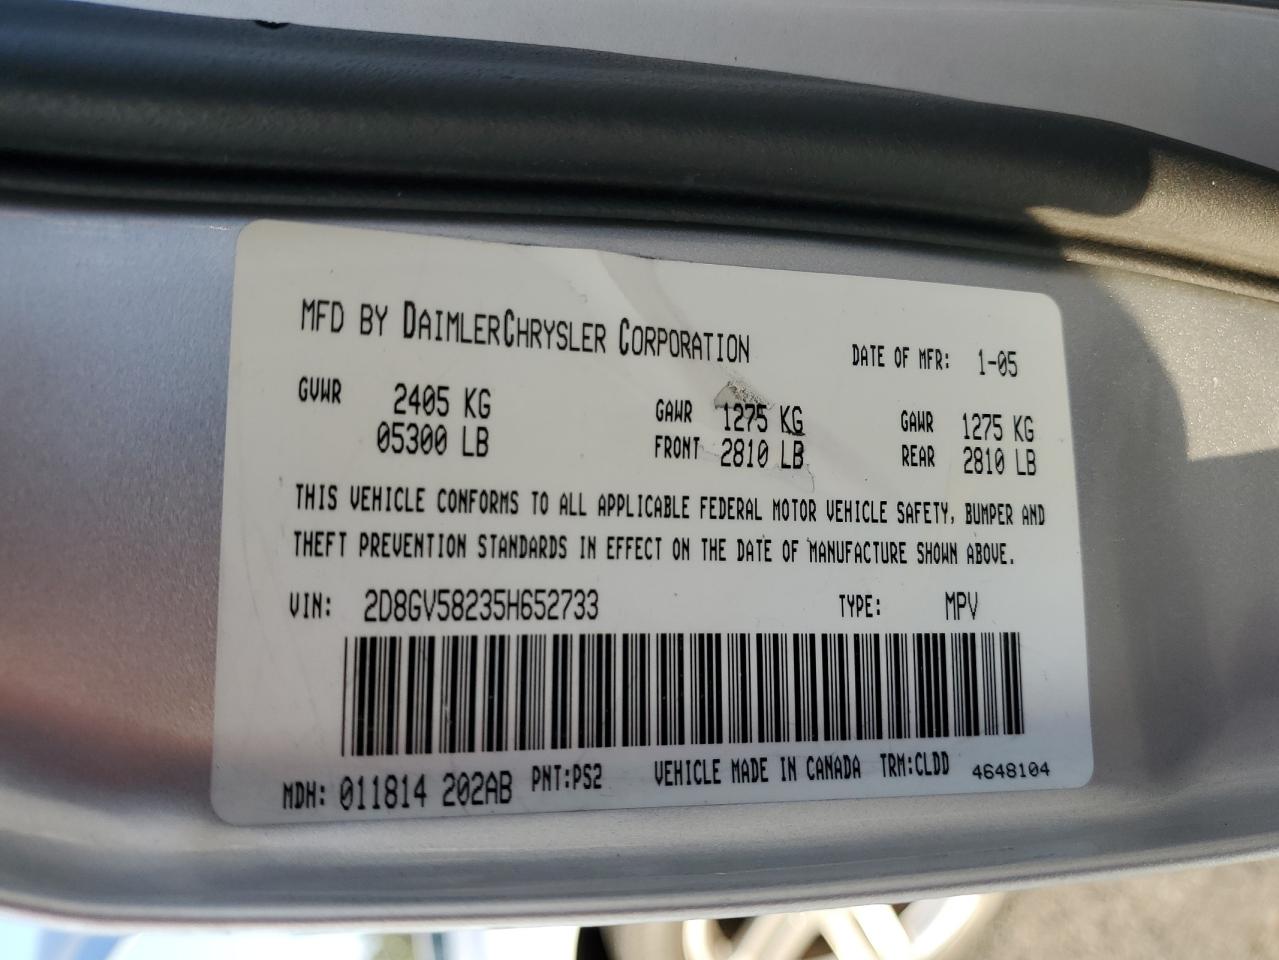 MFD BY DAIMLERCHRYSLER CORPORATION DATE OF MFR: 1-05
GVWR 2405 KG GAWR 1275 KG GAWR 1275 KG
05300 LB FRONT 2810 LB REAR 2810 LB
THIS VEHICLE CONFORMS TO ALL APPLICABLE FEDERAL MOTOR VEHICLE SAFETY, BUMPER AND
THEFT PREVENTION STANDARDS IN EFFECT ON THE DATE OF MANUFACTURE SHOWN ABOVE.
VIN: 2D8GV58235H652733 TYPE: MPV
MDH: 011814 202AB PNT:PS2 VEHICLE MADE IN CANADA TRM:CLDD 4648104